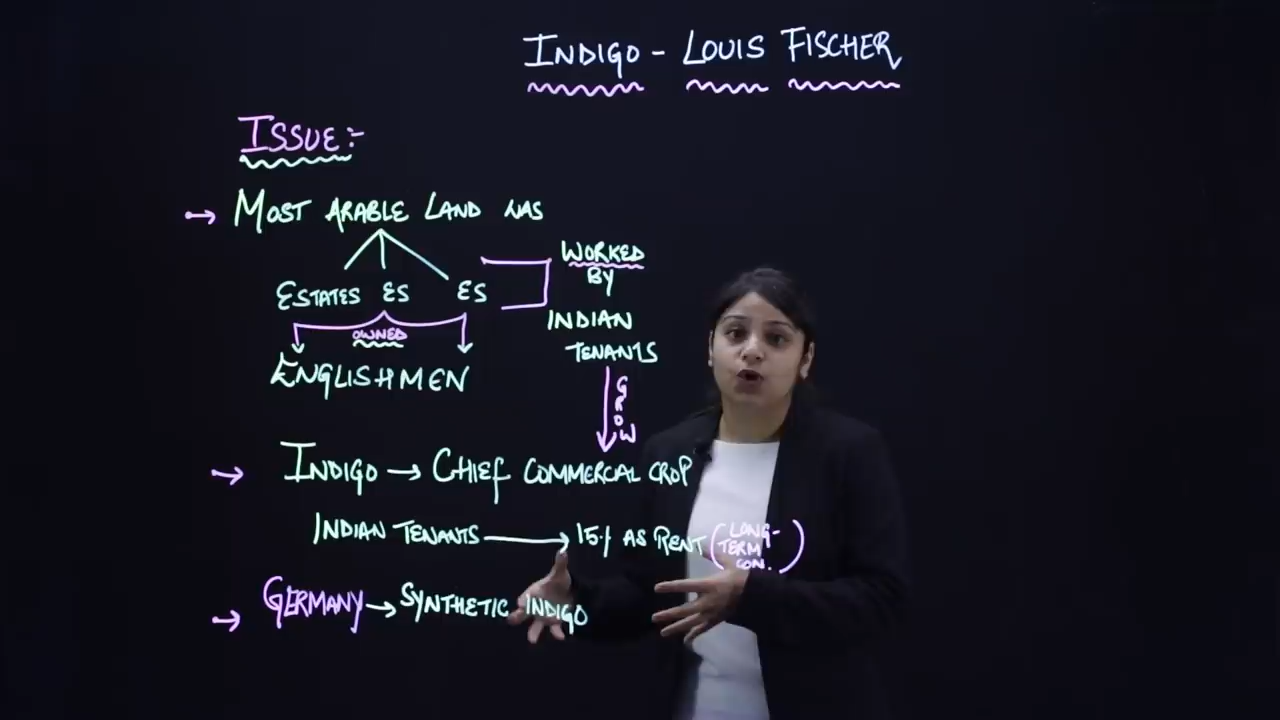 INDIGO - LOUIS FISCHER
ISSUE:-
→ MOST ARABLE LAND WAS
ESTATES ES ES
OWNED
ENGLISHMEN
WORKED
BY
INDIAN
TENANTS
GROW
→ INDIGO → CHIEF COMMERCIAL CROP
INDIAN TENANTS → 15% AS RENT (LONG-
TERM
CON.)
→ GERMANY → SYNTHETIC INDIGO